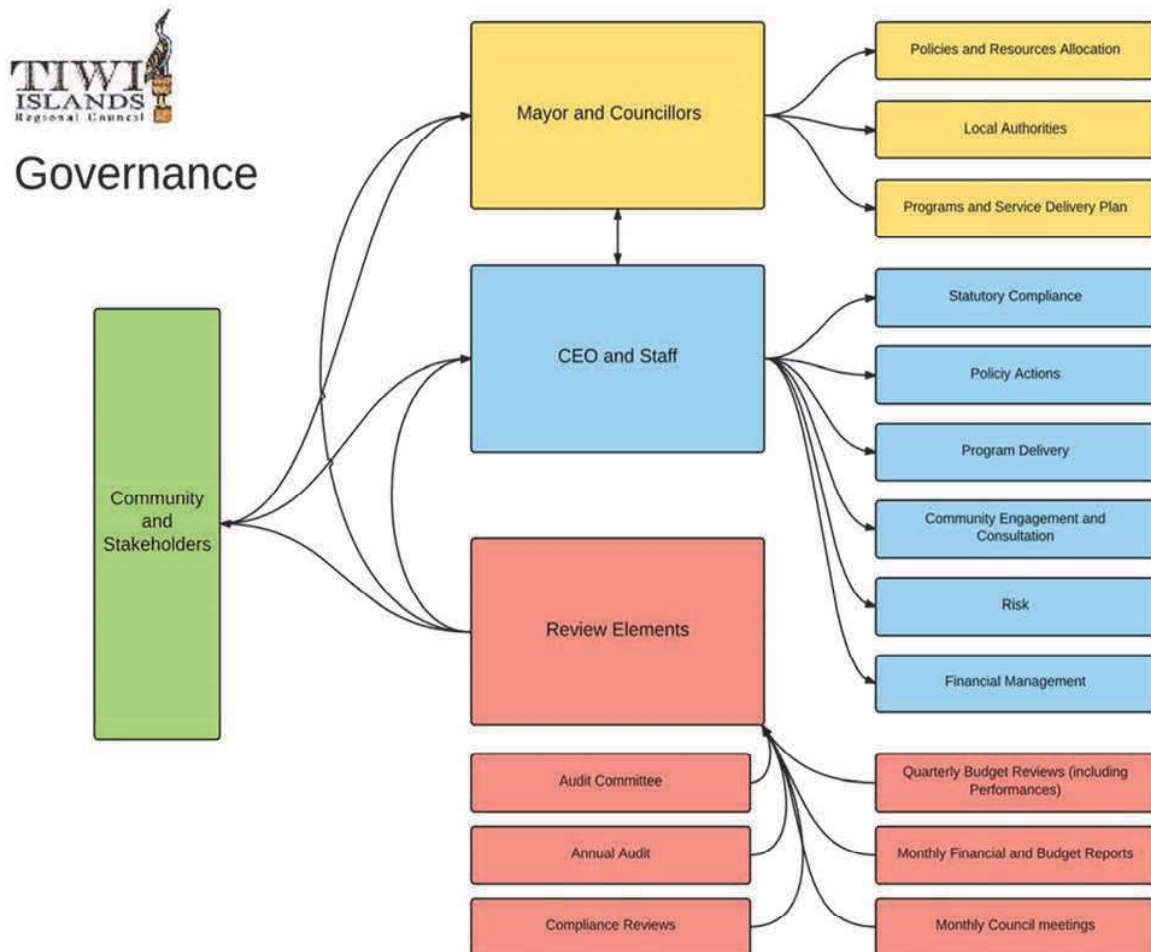 TIWI
ISLANDS
Regional Council
Governance
Mayor and Councillors
Policies and Resources Allocation
Local Authorities
Programs and Service Delivery Plan
CEO and Staff
Statutory Compliance
Policiy Actions
Program Delivery
Community Engagement and
Consultation
Risk
Financial Management
Community
and
Stakeholders
Review Elements
Audit Committee
Annual Audit
Compliance Reviews
Quarterly Budget Reviews (including
Performances)
Monthly Financial and Budget Reports
Monthly Council meetings